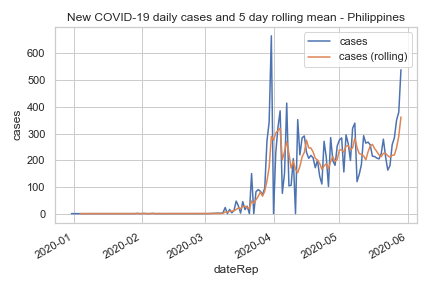 New COVID-19 daily cases and 5 day rolling mean - Philippines
cases
cases (rolling)
600
500
400
300
200
100
0
cases
2020-01
2020-02
2020-03
2020-04
2020-05
2020-06
dateRep